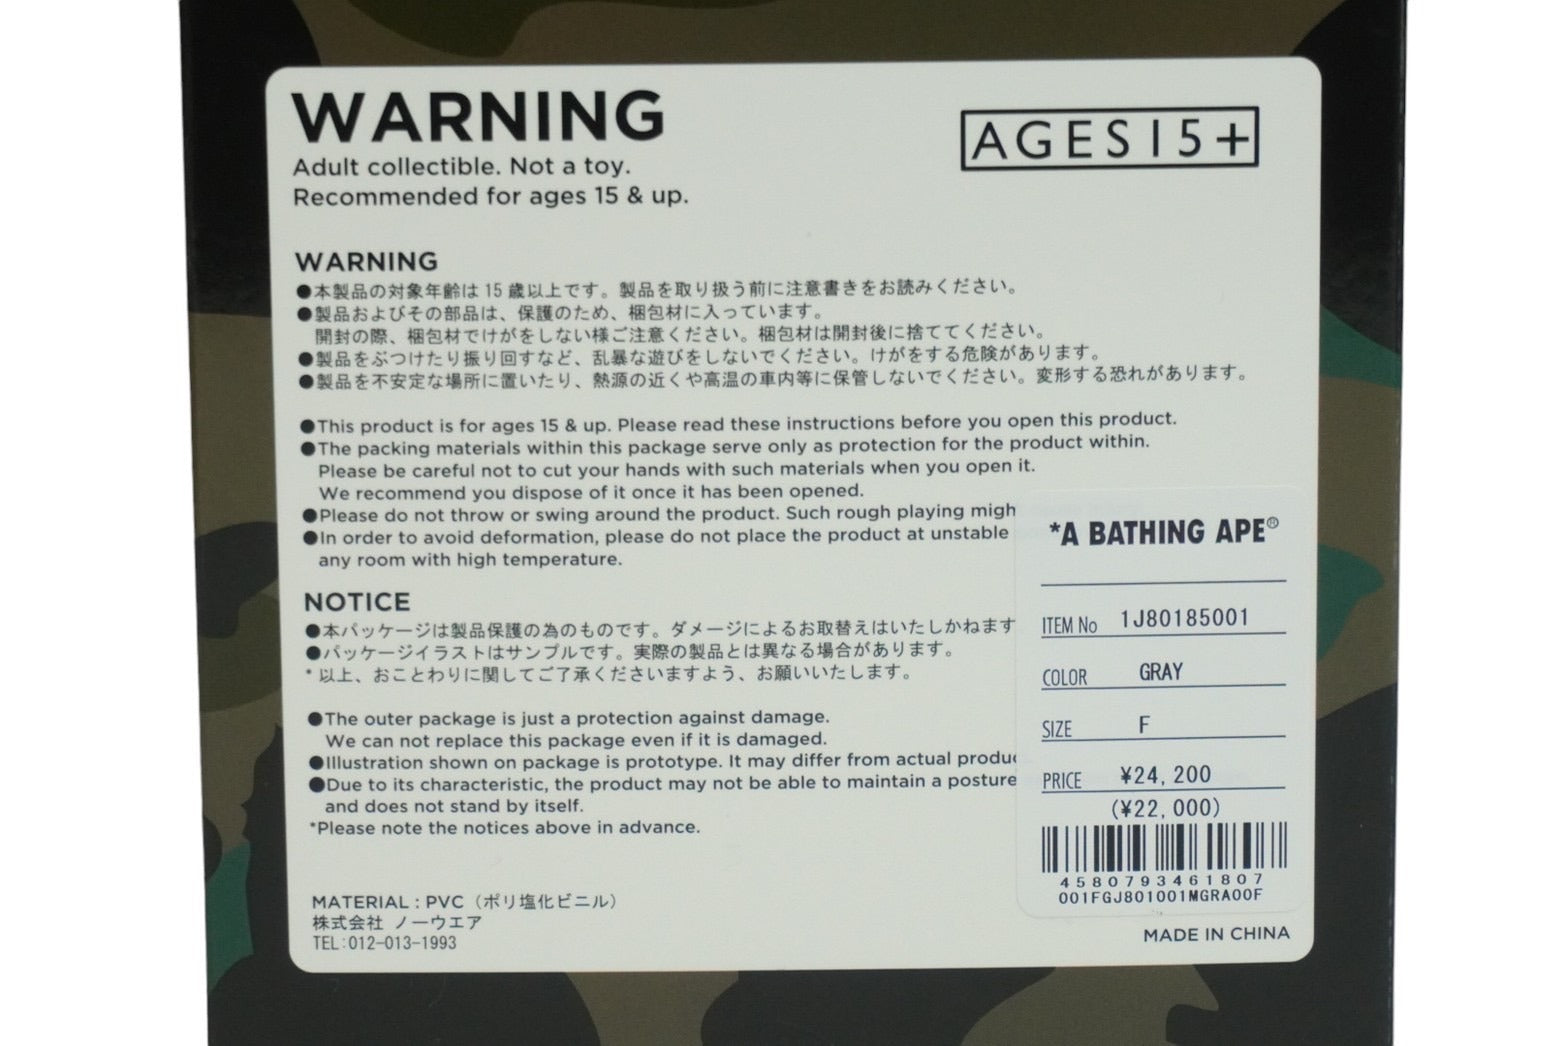 WARNING
Adult collectible. Not a toy.
Recommended for ages 15 & up.
AGES15+
WARNING
●本製品の対象年齢は 15 歳以上です。製品を取り扱う前に注意書きをお読みください。
●製品およびその部品は、保護のため、梱包材に入っています。
開封の際、梱包材でけがをしない様ご注意ください。梱包材は開封後に捨ててください。
●製品をぶつけたり振り回すなど、乱暴な遊びをしないでください。けがをする危険があります。
●製品を不安定な場所に置いたり、熱源の近くや高温の車内等に保管しないでください。変形する恐れがあります。
●This product is for ages 15 & up. Please read these instructions before you open this product.
●The packing materials within this package serve only as protection for the product within.
Please be careful not to cut your hands with such materials when you open it.
We recommend you dispose of it once it has been opened.
●Please do not throw or swing around the product. Such rough playing migh
●In order to avoid deformation, please do not place the product at unstable
any room with high temperature.
NOTICE
●本パッケージは製品保護の為のものです。ダメージによるお取替えはいたしかねます
●パッケージイラストはサンプルです。実際の製品とは異なる場合があります。
* 以上、おことわりに関してご了承くださいますよう、お願いいたします。
●The outer package is just a protection against damage.
We can not replace this package even if it is damaged.
●Illustration shown on package is prototype. It may differ from actual produc
●Due to its characteristic, the product may not be able to maintain a posture
and does not stand by itself.
*Please note the notices above in advance.
MATERIAL : PVC（ポリ塩化ビニル）
株式会社 ノーウエア
TEL:012-013-1993
*A BATHING APE®
ITEM No 1J80185001
COLOR GRAY
SIZE F
PRICE ¥24,200
(¥22,000)
4580793461807
001FGJ801001MGRA00F
MADE IN CHINA